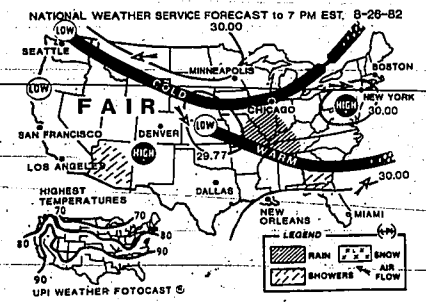 NATIONAL WEATHER SERVICE FORECAST to 7 PM EST. 8-26-82
30.00
LOW
SEATTLE
MINNEAPOLIS
BOSTON
COLD
LOW
FAIR
CHICAGO
HIGH
NEW YORK
30.00
LOW
SAN FRANCISCO
DENVER
HIGH
WARM
29.77
LOS ANGELES
30.00
DALLAS
HIGHEST
TEMPERATURES
NEW
ORLEANS
MIAMI
70
70
80
80
90
90
LEGEND
RAIN
SHOW
SHOWERS
AIR
FLOW
UPI WEATHER FOTOCAST ®